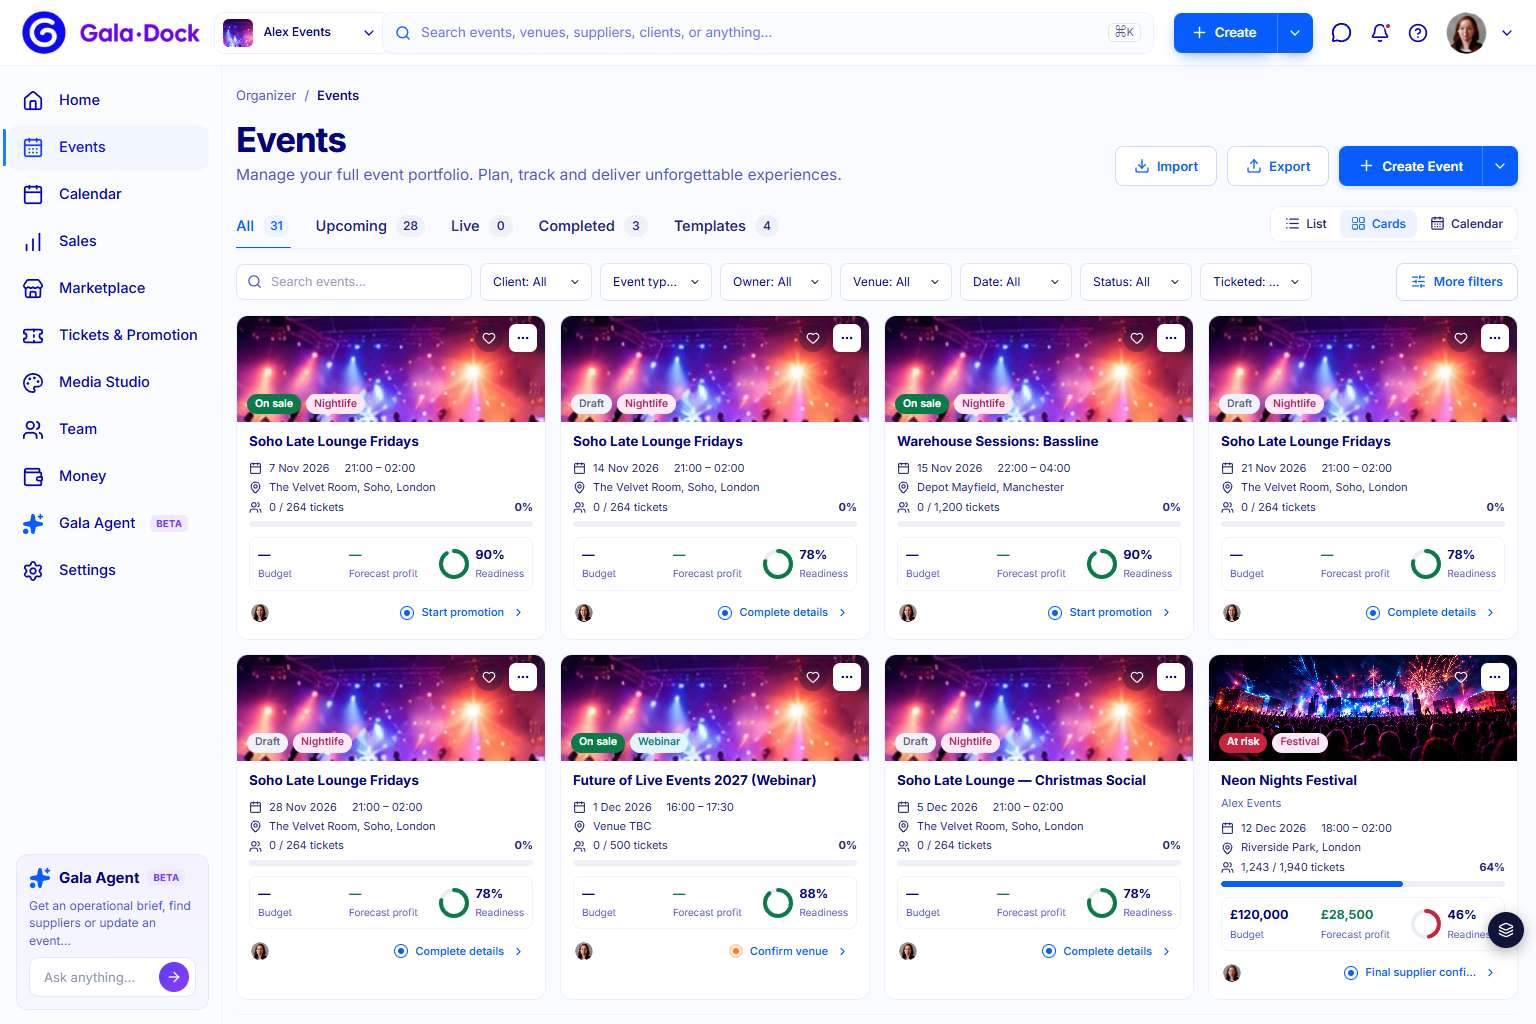 Gala·Dock
Alex Events
Search events, venues, suppliers, clients, or anything...
⌘K
Create
Home
Events
Calendar
Sales
Marketplace
Tickets & Promotion
Media Studio
Team
Money
Gala Agent BETA
Settings
Gala Agent BETA
Get an operational brief, find
suppliers or update an
event...
Ask anything...
Organizer / Events
Events
Manage your full event portfolio. Plan, track and deliver unforgettable experiences.
Import
Export
Create Event
All 31
Upcoming 28
Live 0
Completed 3
Templates 4
List
Cards
Calendar
Search events...
Client: All
Event typ...
Owner: All
Venue: All
Date: All
Status: All
Ticketed: ...
More filters
On sale Nightlife
Soho Late Lounge Fridays
7 Nov 2026 21:00 – 02:00
The Velvet Room, Soho, London
0 / 264 tickets 0%
— — 90%
Budget Forecast profit Readiness
Start promotion
Draft Nightlife
Soho Late Lounge Fridays
14 Nov 2026 21:00 – 02:00
The Velvet Room, Soho, London
0 / 264 tickets 0%
— — 78%
Budget Forecast profit Readiness
Complete details
On sale Nightlife
Warehouse Sessions: Bassline
15 Nov 2026 22:00 – 04:00
Depot Mayfield, Manchester
0 / 1,200 tickets 0%
— — 90%
Budget Forecast profit Readiness
Start promotion
Draft Nightlife
Soho Late Lounge Fridays
21 Nov 2026 21:00 – 02:00
The Velvet Room, Soho, London
0 / 264 tickets 0%
— — 78%
Budget Forecast profit Readiness
Complete details
Draft Nightlife
Soho Late Lounge Fridays
28 Nov 2026 21:00 – 02:00
The Velvet Room, Soho, London
0 / 264 tickets 0%
— — 78%
Budget Forecast profit Readiness
Complete details
On sale Webinar
Future of Live Events 2027 (Webinar)
1 Dec 2026 16:00 – 17:30
Venue TBC
0 / 500 tickets 0%
— — 88%
Budget Forecast profit Readiness
Confirm venue
Draft Nightlife
Soho Late Lounge — Christmas Social
5 Dec 2026 21:00 – 02:00
The Velvet Room, Soho, London
0 / 264 tickets 0%
— — 78%
Budget Forecast profit Readiness
Complete details
At risk Festival
Neon Nights Festival
Alex Events
12 Dec 2026 18:00 – 02:00
Riverside Park, London
1,243 / 1,940 tickets 64%
£120,000 £28,500 46%
Budget Forecast profit Readiness
Final supplier confi...